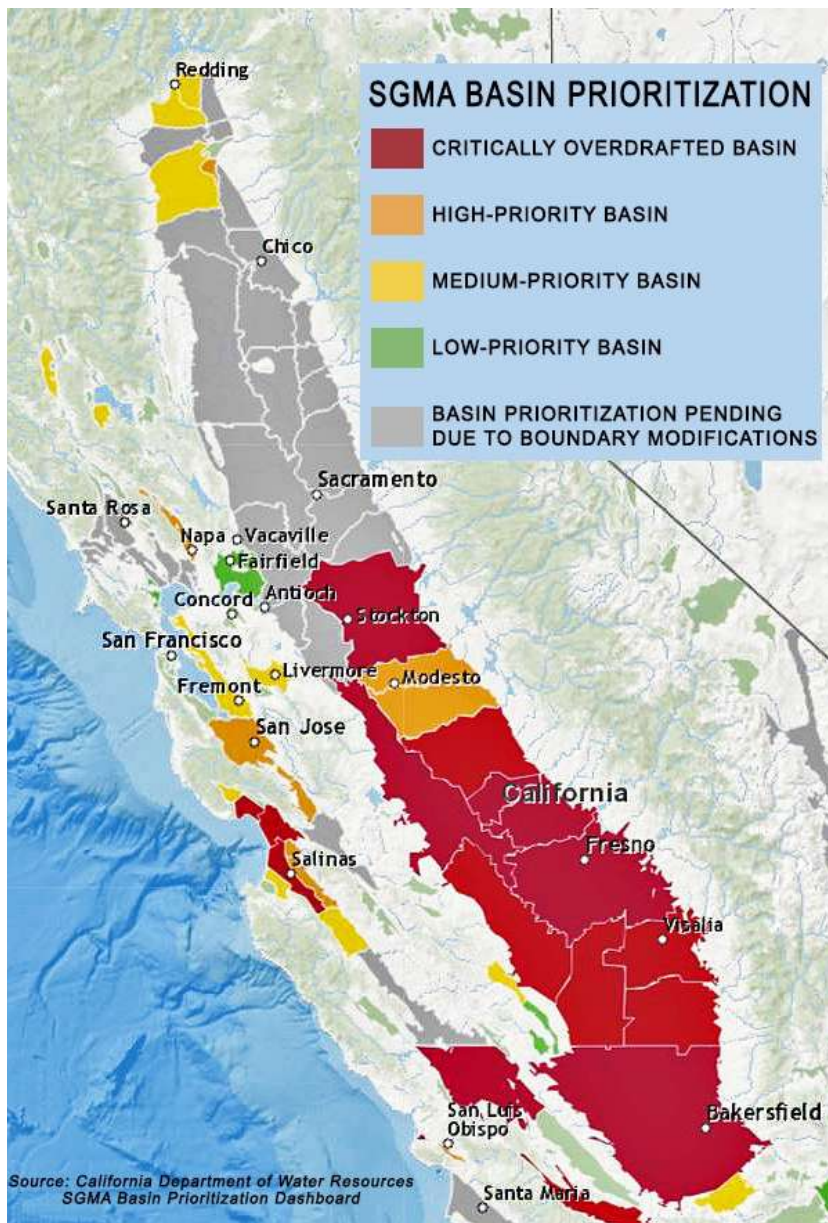 Redding
SGMA BASIN PRIORITIZATION
CRITICALLY OVERDRAFTED BASIN
HIGH-PRIORITY BASIN
MEDIUM-PRIORITY BASIN
LOW-PRIORITY BASIN
BASIN PRIORITIZATION PENDING
DUE TO BOUNDARY MODIFICATIONS
Chico
Sacramento
Santa Rosa
Napa
Vacaville
Fairfield
Concord
Antioch
Stockton
San Francisco
Livermore
Modesto
Fremont
San Jose
California
Fresno
Salinas
Visalia
San Luis
Obispo
Bakersfield
Source: California Department of Water Resources
SGMA Basin Prioritization Dashboard
Santa Maria